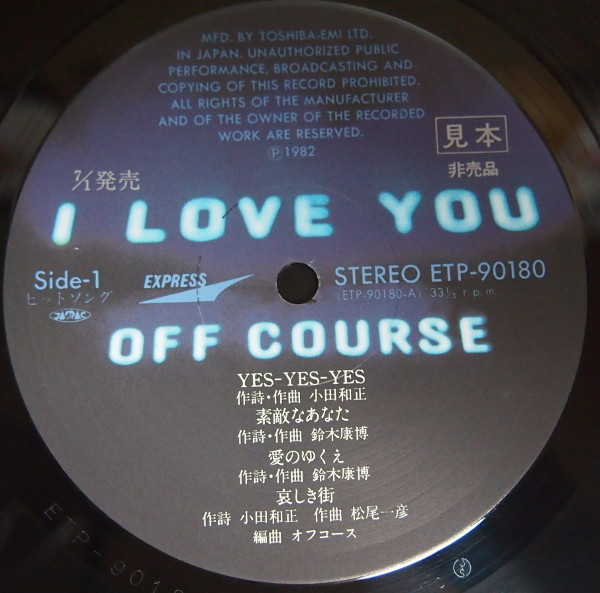 MFD. BY TOSHIBA-EMI LTD.
IN JAPAN. UNAUTHORIZED PUBLIC
PERFORMANCE, BROADCASTING AND
COPYING OF THIS RECORD PROHIBITED.
ALL RIGHTS OF THE MANUFACTURER
AND OF THE OWNER OF THE RECORDED
WORK ARE RESERVED.
Ⓟ1982
見本
非売品
7/1発売
I LOVE YOU
Side-1
ヒットソング
JASRAC
EXPRESS
STEREO ETP-90180
(ETP-90180-A) 33 1/3 r.p.m.
OFF COURSE
YES-YES-YES
作詩・作曲 小田和正
素敵なあなた
作詩・作曲 鈴木康博
愛のゆくえ
作詩・作曲 鈴木康博
哀しき街
作詩 小田和正 作曲 松尾一彦
編曲 オフコース